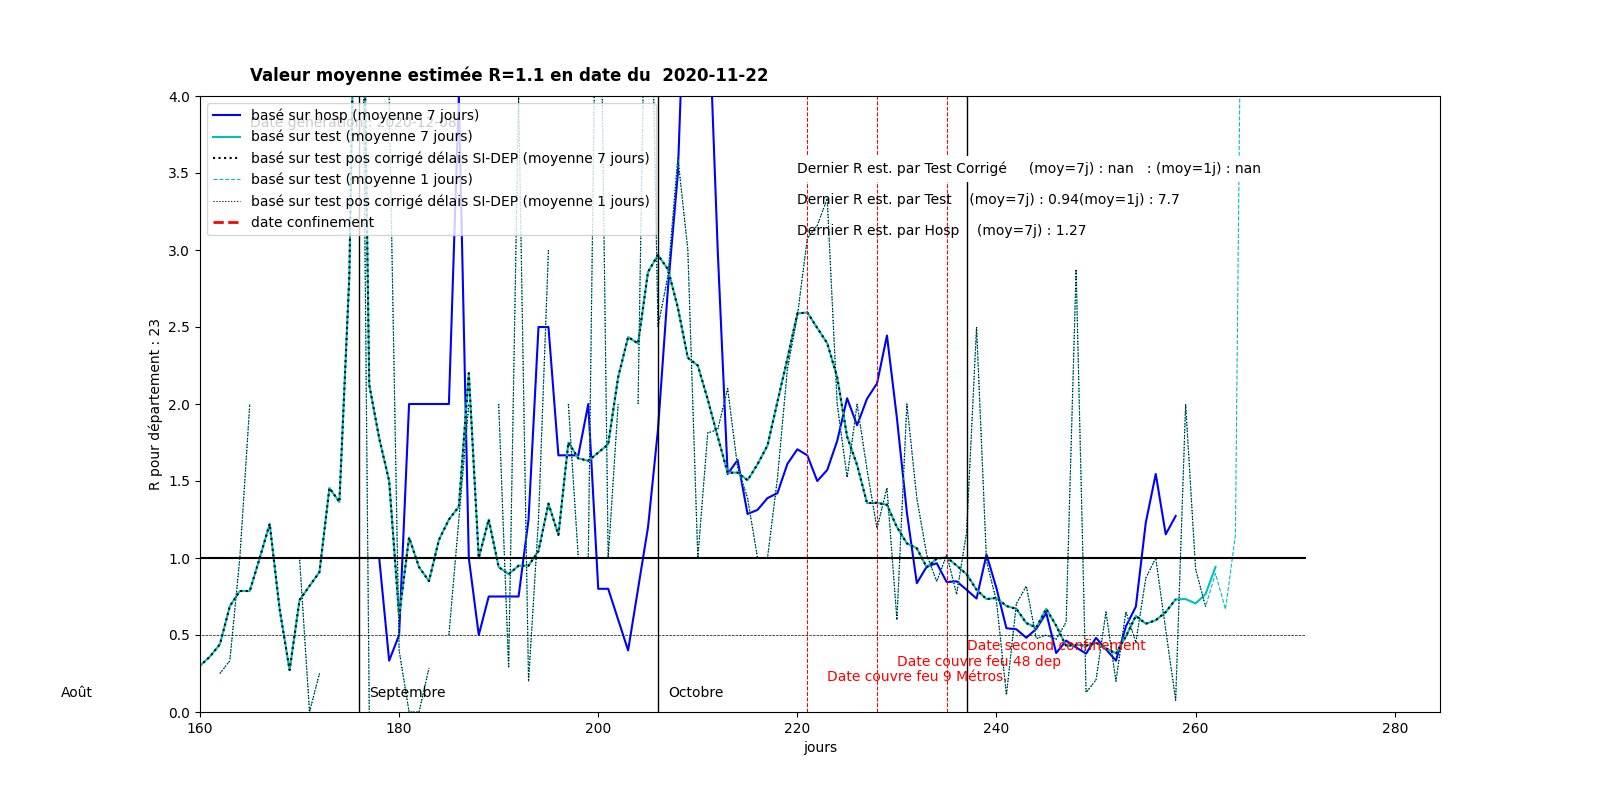 Valeur moyenne estimée R=1.1 en date du  2020-11-22
Date génération : 2020-12-08
basé sur hosp (moyenne 7 jours)
basé sur test (moyenne 7 jours)
basé sur test pos corrigé délais SI-DEP (moyenne 7 jours)
basé sur test (moyenne 1 jours)
basé sur test pos corrigé délais SI-DEP (moyenne 1 jours)
date confinement
Dernier R est. par Test Corrigé    (moy=7j) : nan   : (moy=1j) : nan
Dernier R est. par Test    (moy=7j) : 0.94(moy=1j) : 7.7
Dernier R est. par Hosp    (moy=7j) : 1.27
4.0
3.5
3.0
2.5
2.0
1.5
1.0
0.5
0.0
R pour département : 23
Date second confinement
Date couvre feu 48 dep
Date couvre feu 9 Métros
Août
Septembre
Octobre
160
180
200
220
240
260
280
jours